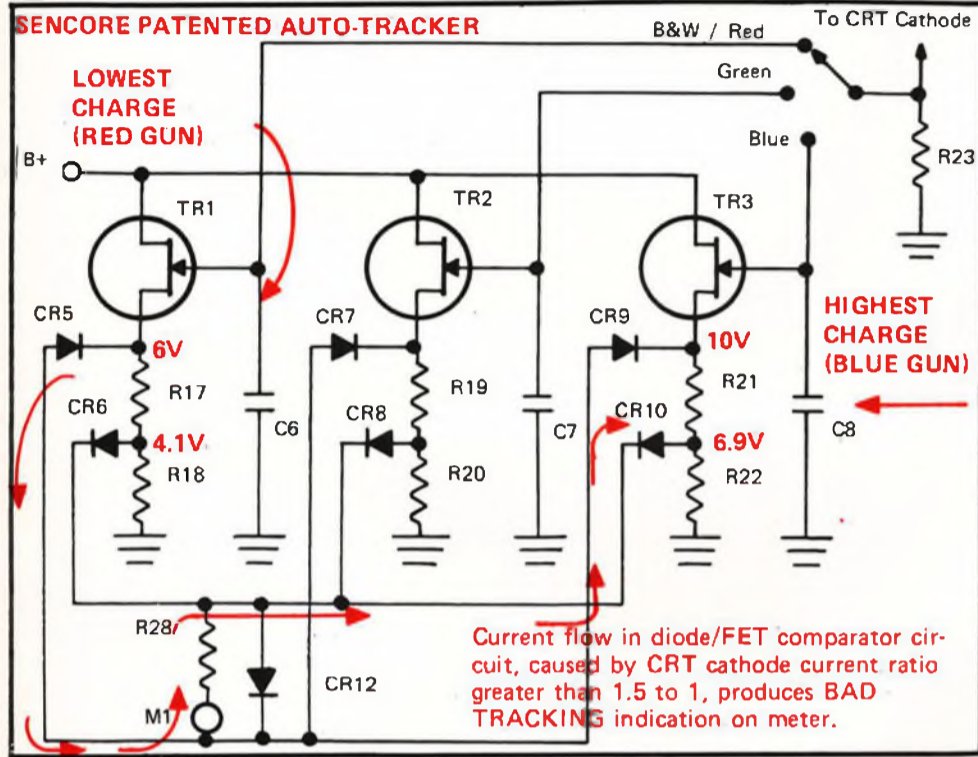 SENCORE PATENTED AUTO-TRACKER
To CRT Cathode
B&W / Red
LOWEST
CHARGE
(RED GUN)
Green
Blue
R23
B+
TR1
TR2
TR3
HIGHEST
CHARGE
(BLUE GUN)
CR5
6V
CR7
CR9
10V
R17
R19
R21
CR6
C6
CR8
C7
CR10
C8
4.1V
6.9V
R18
R20
R22
R28
CR12
M1
Current flow in diode/FET comparator cir-
cuit, caused by CRT cathode current ratio
greater than 1.5 to 1, produces BAD
TRACKING indication on meter.